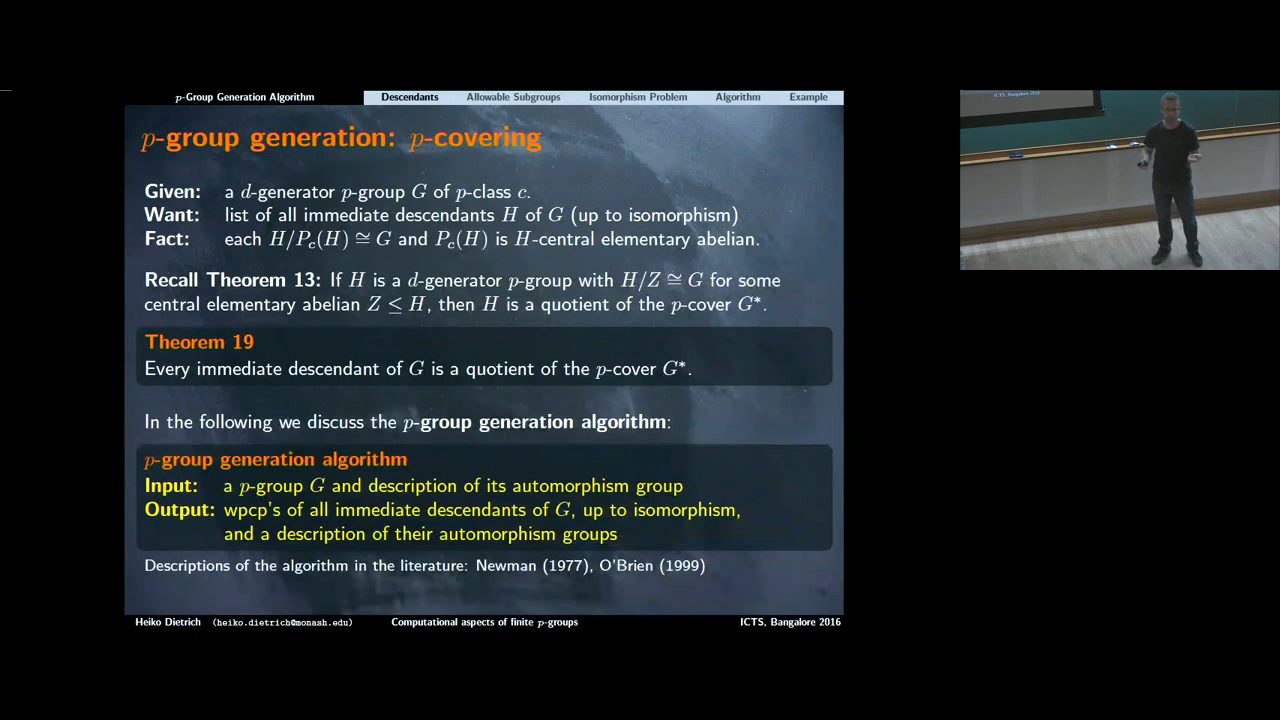 p-Group Generation Algorithm Descendants Allowable Subgroups Isomorphism Problem Algorithm Example
p-group generation: p-covering
Given: a d-generator p-group G of p-class c.
Want: list of all immediate descendants H of G (up to isomorphism)
Fact: each H/P_c(H) ≅ G and P_c(H) is H-central elementary abelian.
Recall Theorem 13: If H is a d-generator p-group with H/Z ≅ G for some
central elementary abelian Z ≤ H, then H is a quotient of the p-cover G*.
Theorem 19
Every immediate descendant of G is a quotient of the p-cover G*.
In the following we discuss the p-group generation algorithm:
p-group generation algorithm
Input: a p-group G and description of its automorphism group
Output: wpcp's of all immediate descendants of G, up to isomorphism,
and a description of their automorphism groups
Descriptions of the algorithm in the literature: Newman (1977), O'Brien (1999)
Heiko Dietrich (heiko.dietrich@monash.edu) Computational aspects of finite p-groups ICTS, Bangalore 2016
ICTS, Bangalore 2016